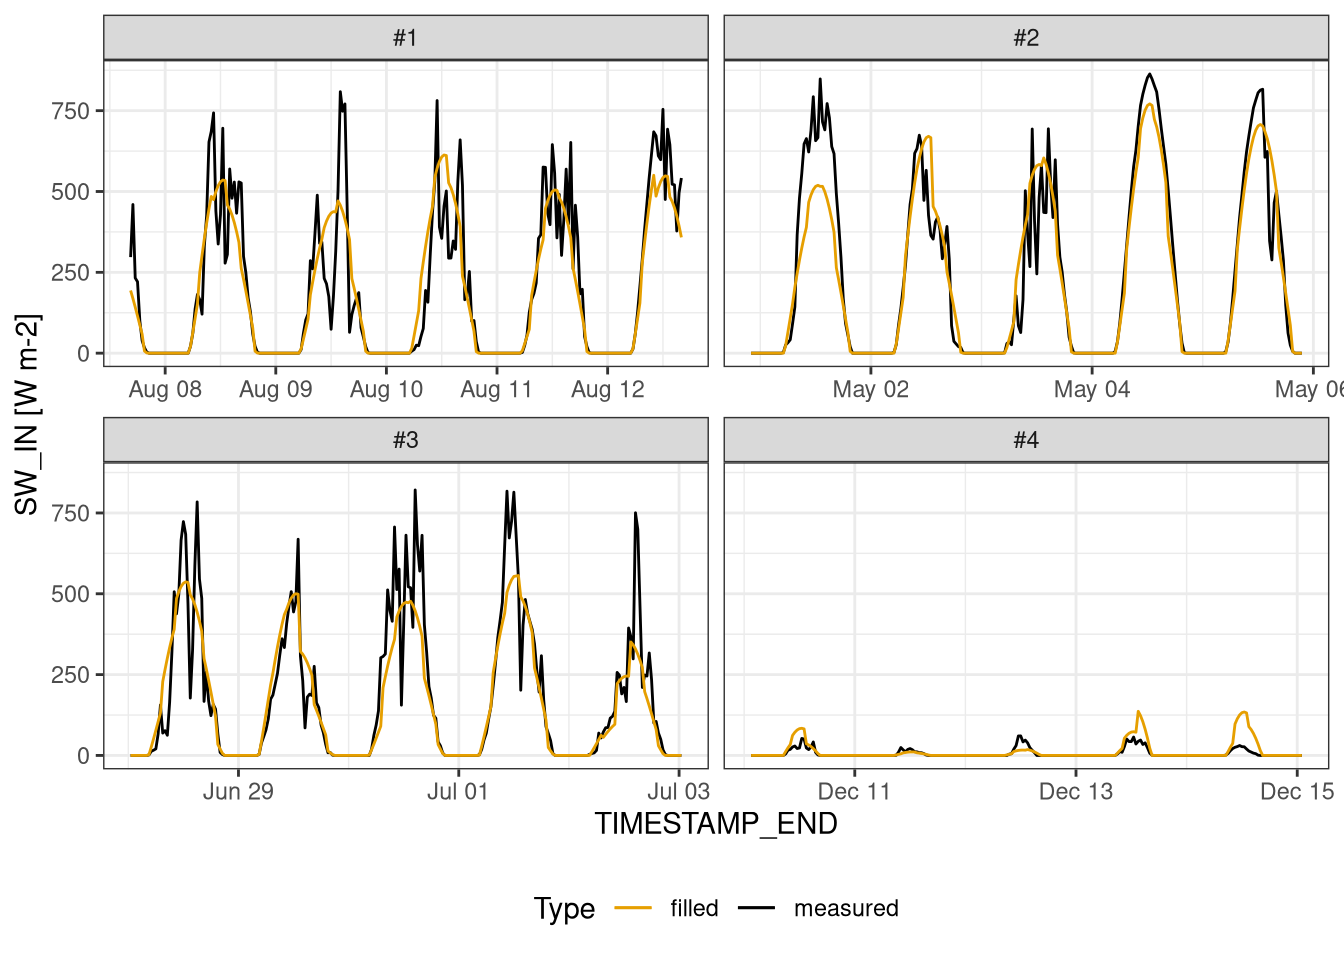 #1 #2
750
500
250
0
Aug 08 Aug 09 Aug 10 Aug 11 Aug 12 May 02 May 04 May 06
SW_IN [W m-2]
#3 #4
750
500
250
0
Jun 29 Jul 01 Jul 03 Dec 11 Dec 13 Dec 15
TIMESTAMP_END
Type filled measured